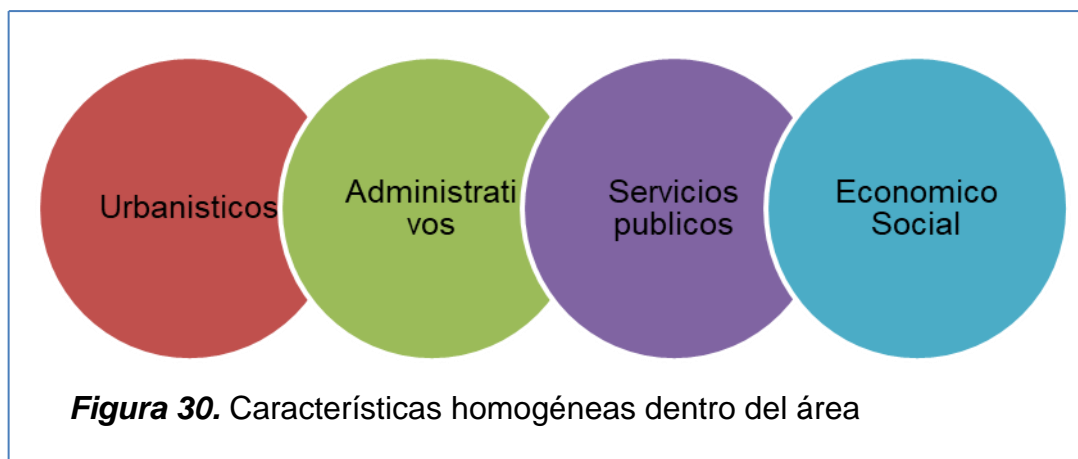 Urbanisticos
Administrati
vos
Servicios
publicos
Economico
Social
Figura 30. Características homogéneas dentro del área